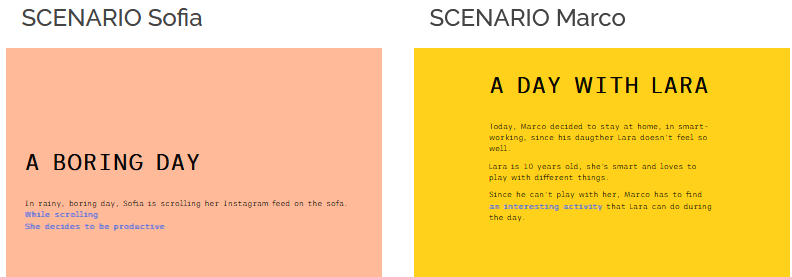 SCENARIO Sofia
A BORING DAY
In rainy, boring day, Sofia is scrolling her Instagram feed on the sofa.
While scrolling
She decides to be productive
SCENARIO Marco
A DAY WITH LARA
Today, Marco decided to stay at home, in smart-
working, since his daugther Lara doesn't feel so
well.
Lara is 10 years old, she's smart and loves to
play with different things.
Since he can't play with her, Marco has to find
an interesting activity that Lara can do during
the day.